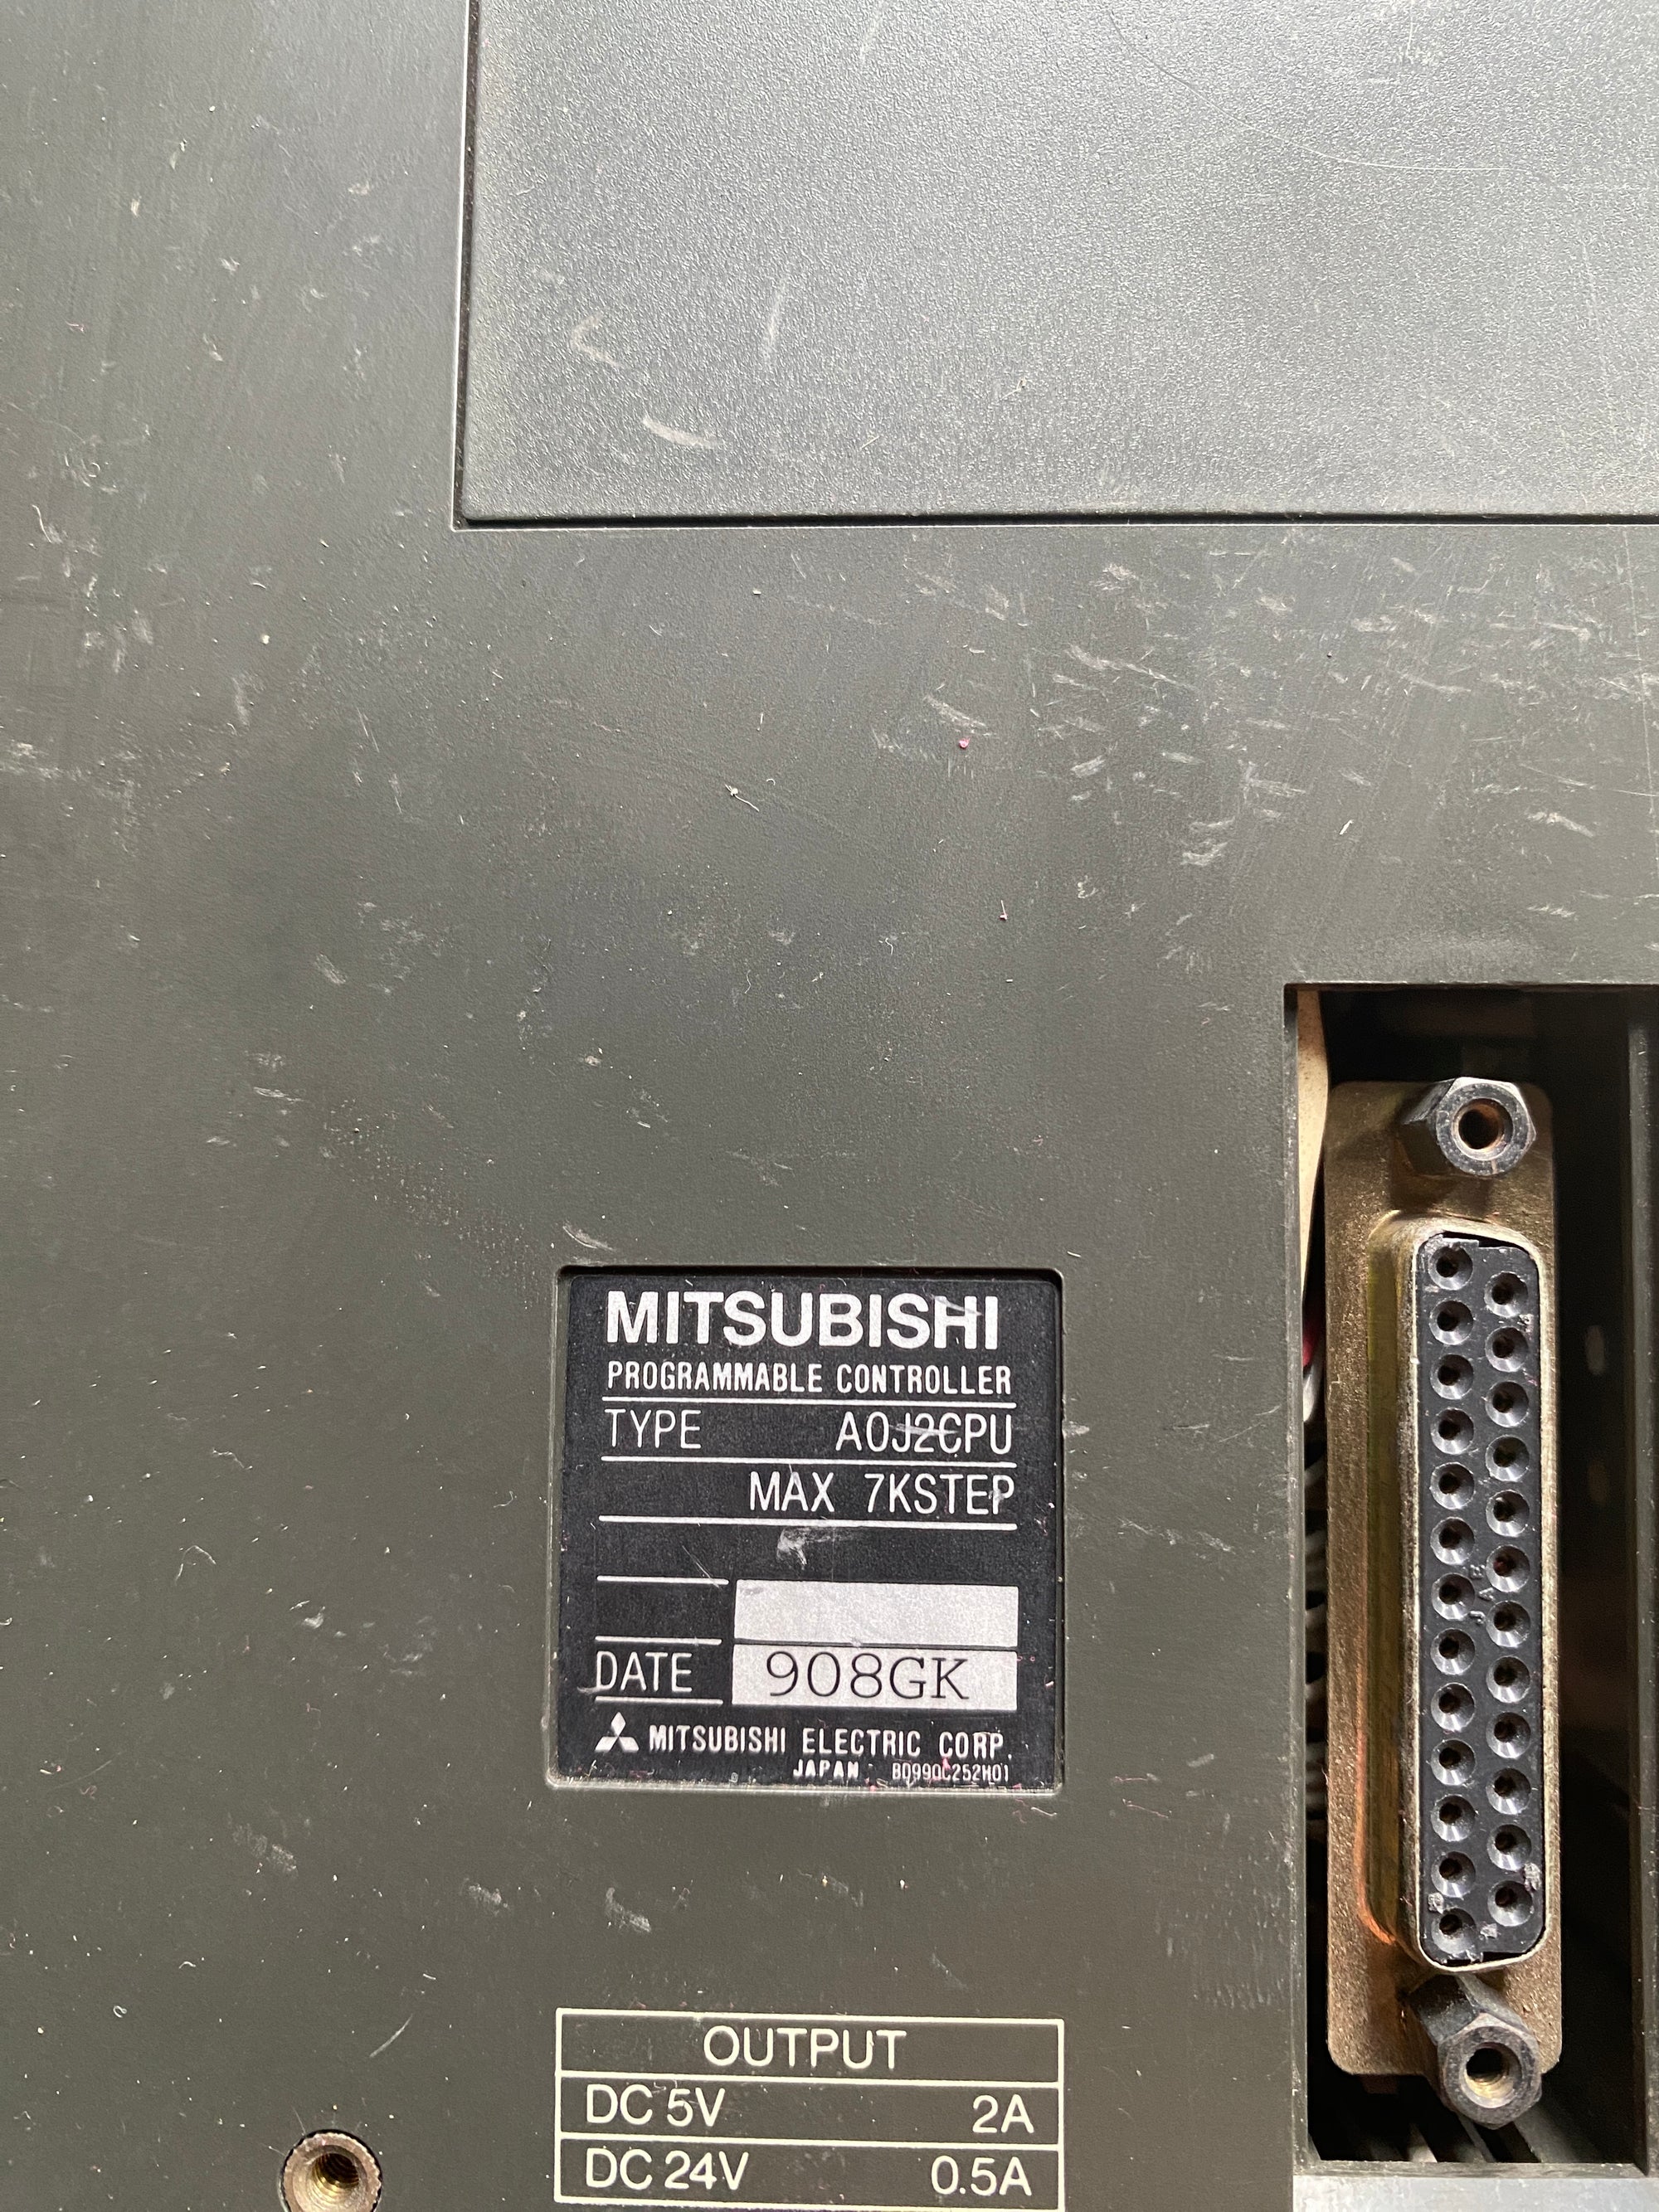 MITSUBISHI
PROGRAMMABLE CONTROLLER
TYPE A0J2CPU
MAX 7KSTEP
DATE 908GK
MITSUBISHI ELECTRIC CORP.
JAPAN BD990C252H01
OUTPUT
DC 5V 2A
DC 24V 0.5A